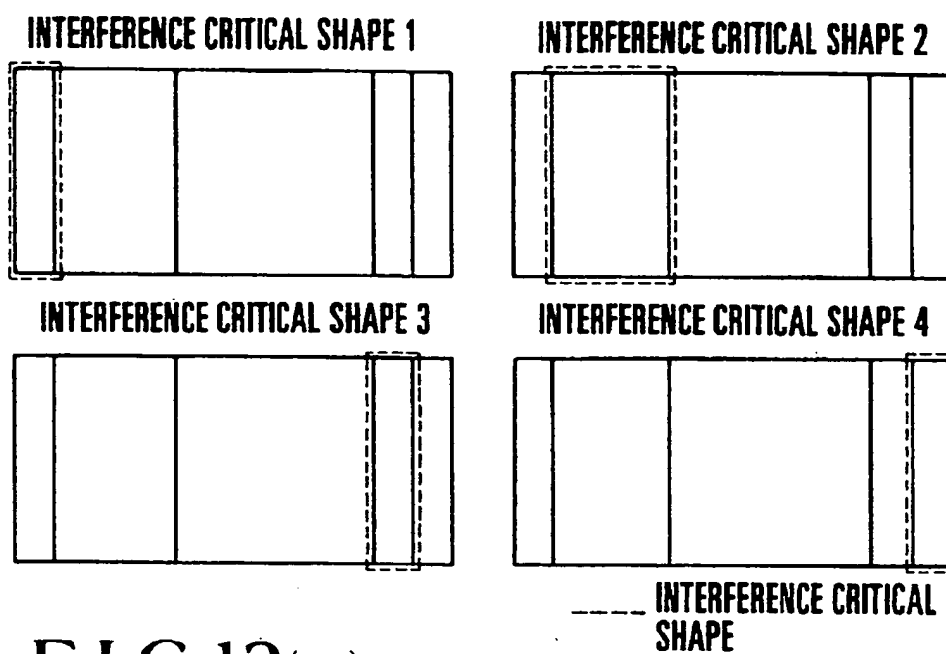 INTERFERENCE CRITICAL SHAPE 1
INTERFERENCE CRITICAL SHAPE 2
INTERFERENCE CRITICAL SHAPE 3
INTERFERENCE CRITICAL SHAPE 4
INTERFERENCE CRITICAL
SHAPE